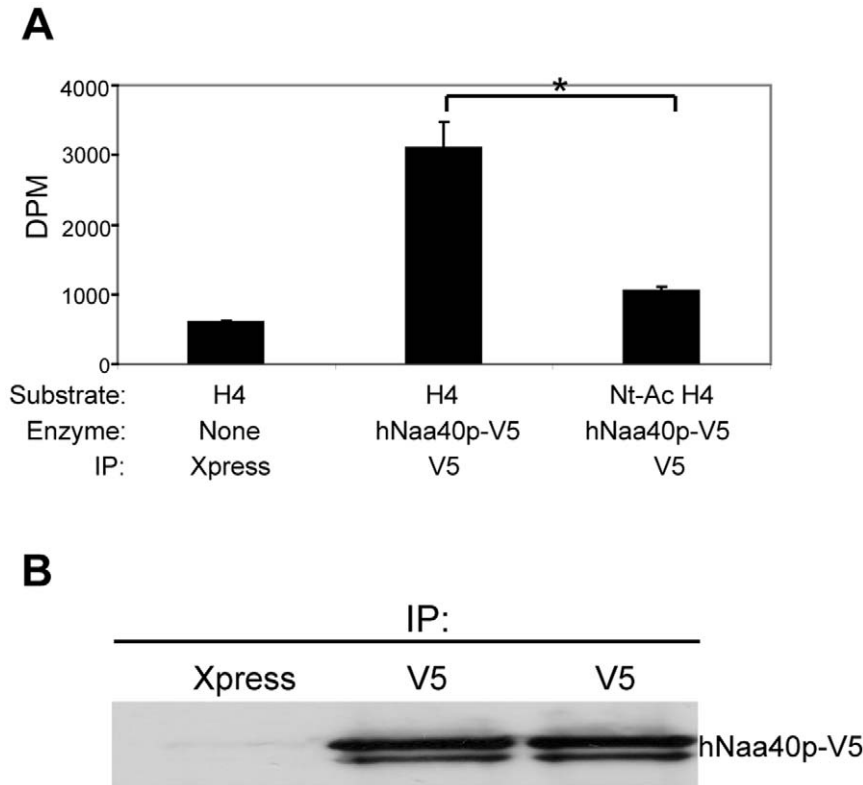 A
*
4000
3000
2000
1000
0
DPM
Substrate: H4 H4 Nt-Ac H4
Enzyme: None hNaa40p-V5 hNaa40p-V5
IP: Xpress V5 V5
B
IP:
Xpress V5 V5
hNaa40p-V5